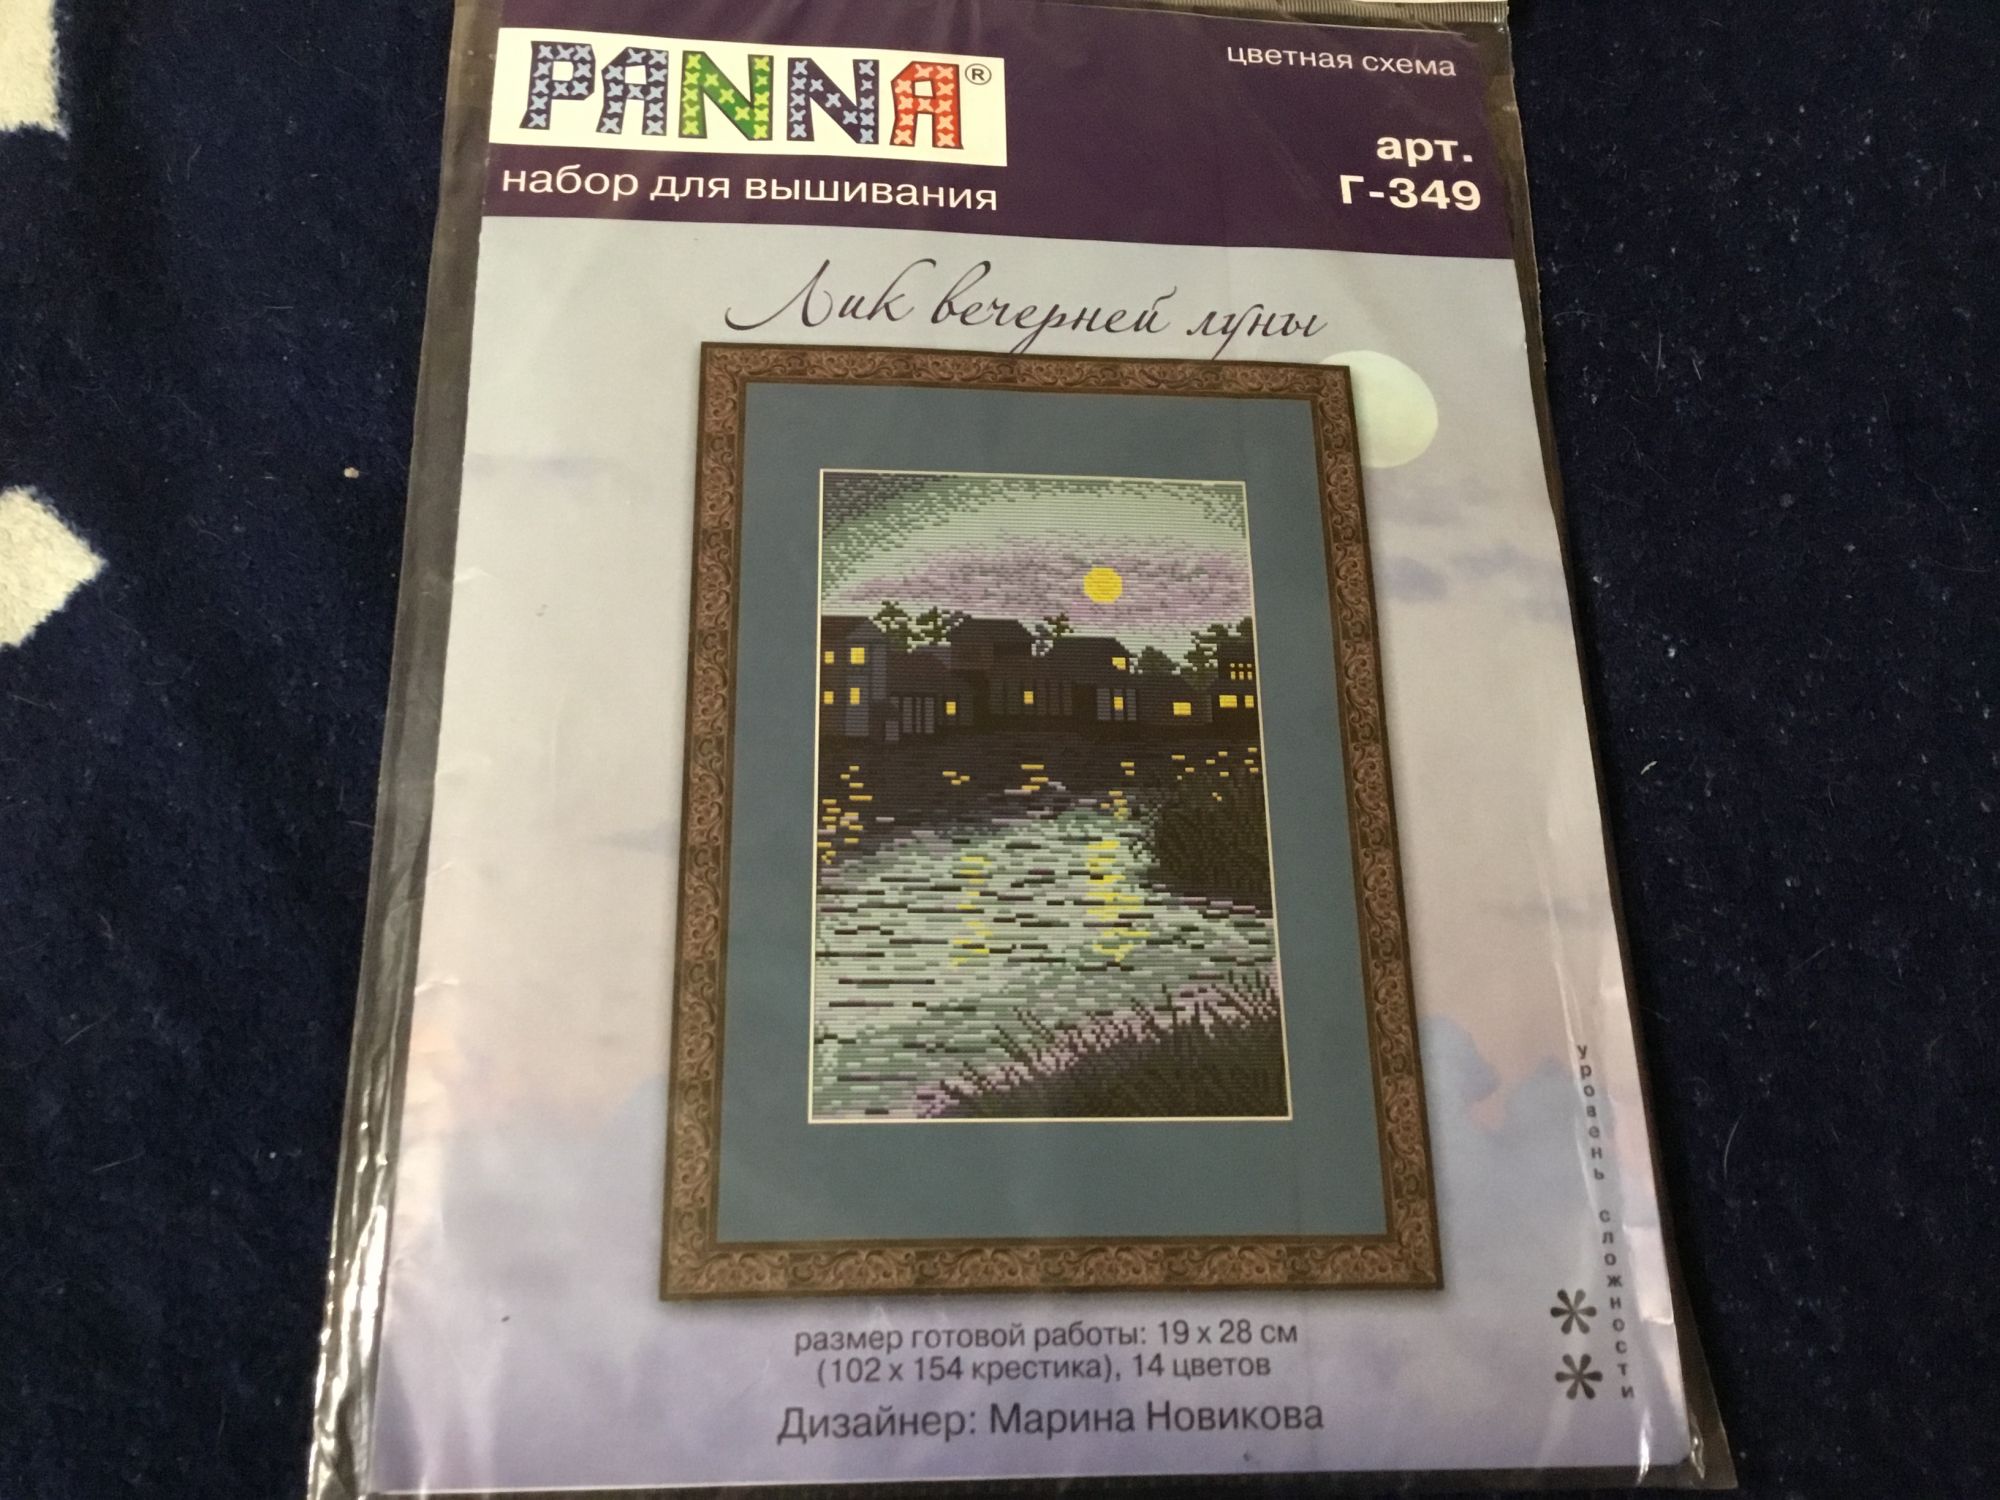 PANNA®
набор для вышивания
цветная схема
арт.
Г-349
Лик вечерней луны
уровень сложности
размер готовой работы: 19 x 28 см
(102 x 154 крестика), 14 цветов
Дизайнер: Марина Новикова